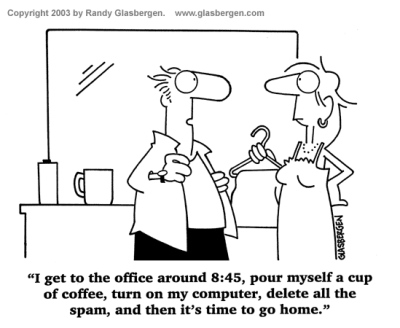 Copyright 2003 by Randy Glasbergen.   www.glasbergen.com
GLASBERGEN
“I get to the office around 8:45, pour myself a cup
of coffee, turn on my computer, delete all the
spam, and then it’s time to go home.”